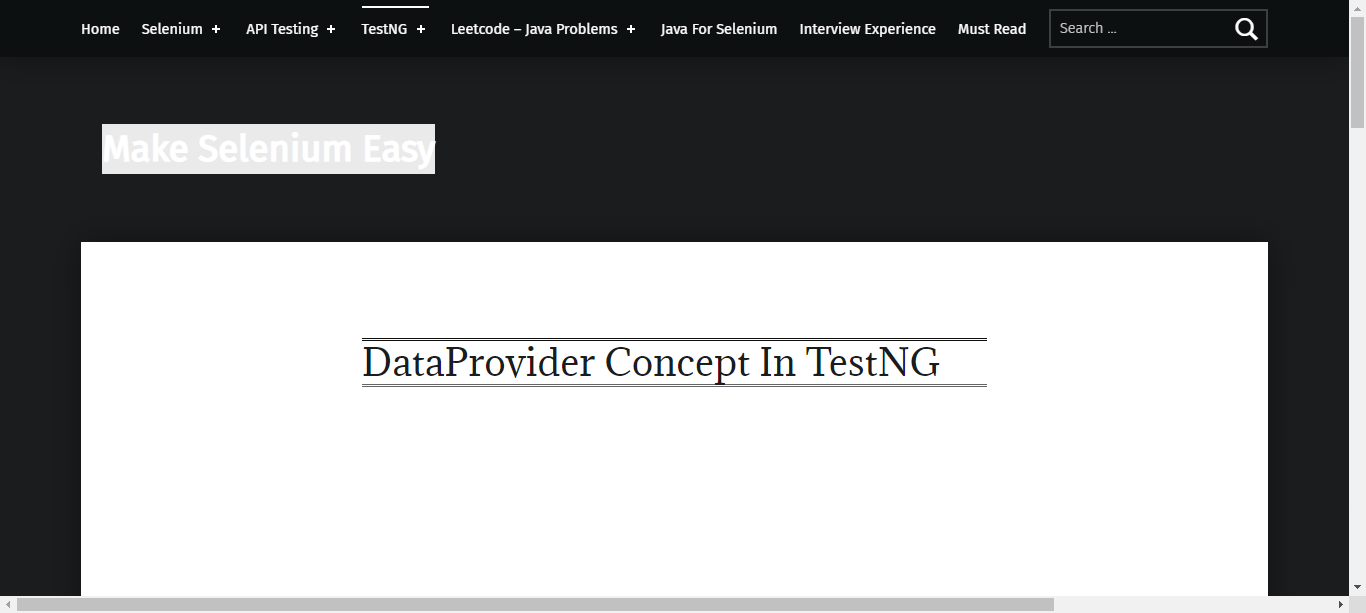 Home Selenium + API Testing + TestNG + Leetcode – Java Problems + Java For Selenium Interview Experience Must Read Search ...
Make Selenium Easy
DataProvider Concept In TestNG